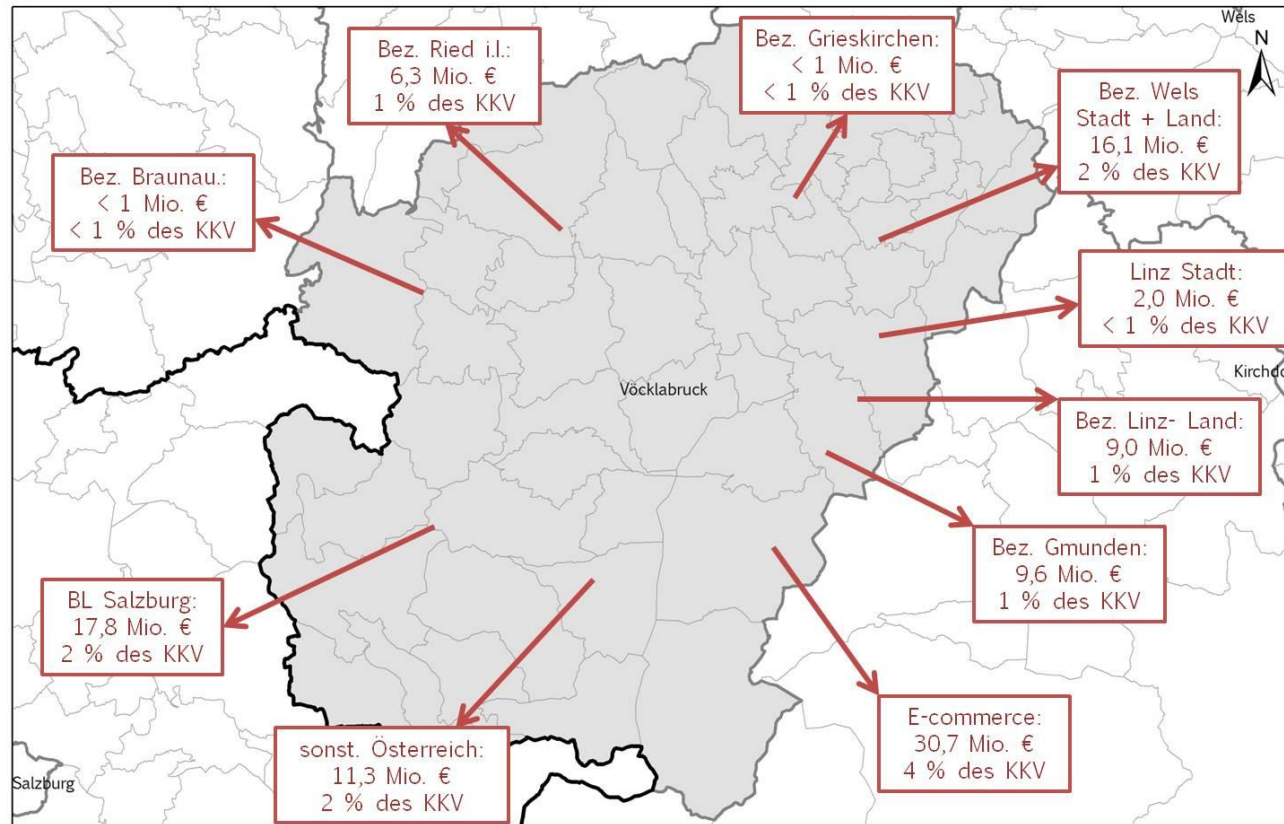 Wels
N
Bez. Ried i.I.:
6,3 Mio. €
1 % des KKV
Bez. Grieskirchen:
< 1 Mio. €
< 1 % des KKV
Bez. Wels
Stadt + Land:
16,1 Mio. €
2 % des KKV
Bez. Braunau.:
< 1 Mio. €
< 1 % des KKV
Linz Stadt:
2,0 Mio. €
< 1 % des KKV
Kirchdo
Vöcklabruck
Bez. Linz- Land:
9,0 Mio. €
1 % des KKV
Bez. Gmunden:
9,6 Mio. €
1 % des KKV
BL Salzburg:
17,8 Mio. €
2 % des KKV
E-commerce:
30,7 Mio. €
4 % des KKV
sonst. Österreich:
11,3 Mio. €
2 % des KKV
Salzburg